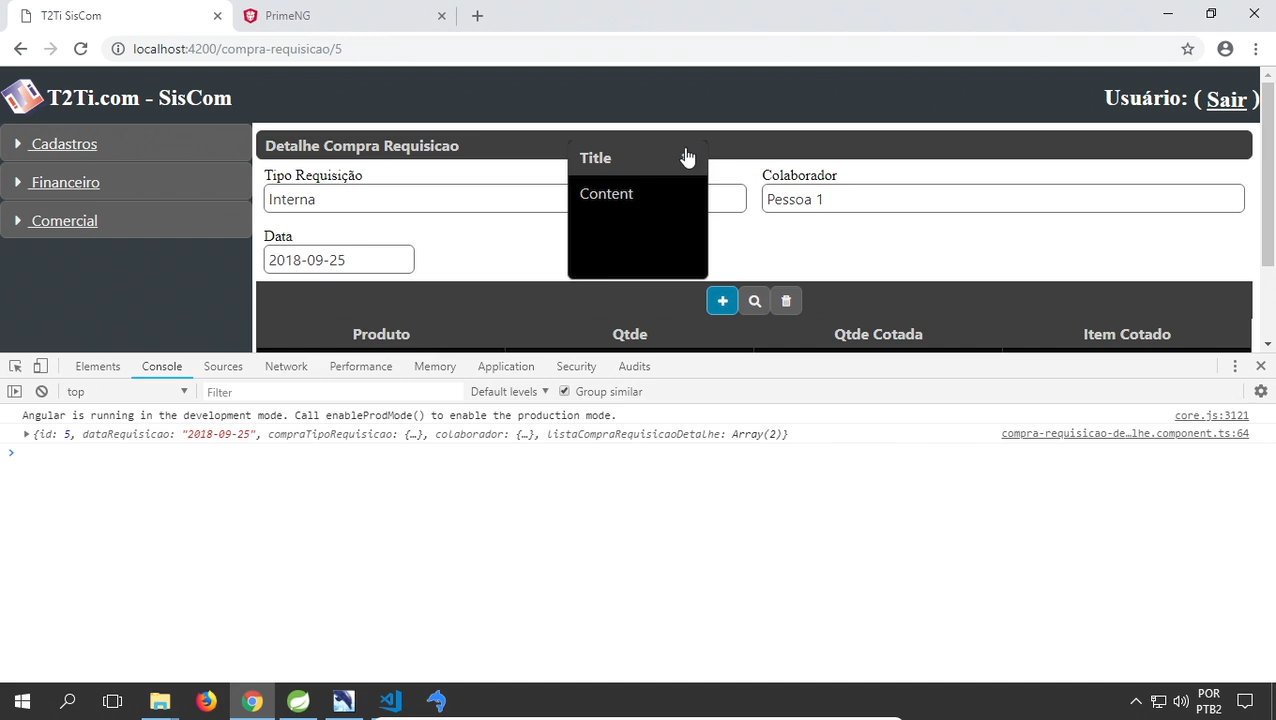 T2Ti SisCom
PrimeNG
localhost:4200/compra-requisicao/5
T2Ti.com - SisCom
Usuário: ( Sair )
Cadastros
Financeiro
Comercial
Detalhe Compra Requisicao
Tipo Requisição
Colaborador
Interna
Pessoa 1
Title
Content
Data
2018-09-25
Produto
Qtde
Qtde Cotada
Item Cotado
Elements
Console
Sources
Network
Performance
Memory
Application
Security
Audits
top
Filter
Default levels
Group similar
Angular is running in the development mode. Call enableProdMode() to enable the production mode.
core.js:3121
{id: 5, dataRequisicao: "2018-09-25", compraTipoRequisicao: {…}, colaborador: {…}, listaCompraRequisicaoDetalhe: Array(2)}
compra-requisicao-de…lhe.component.ts:64
POR
PTB2